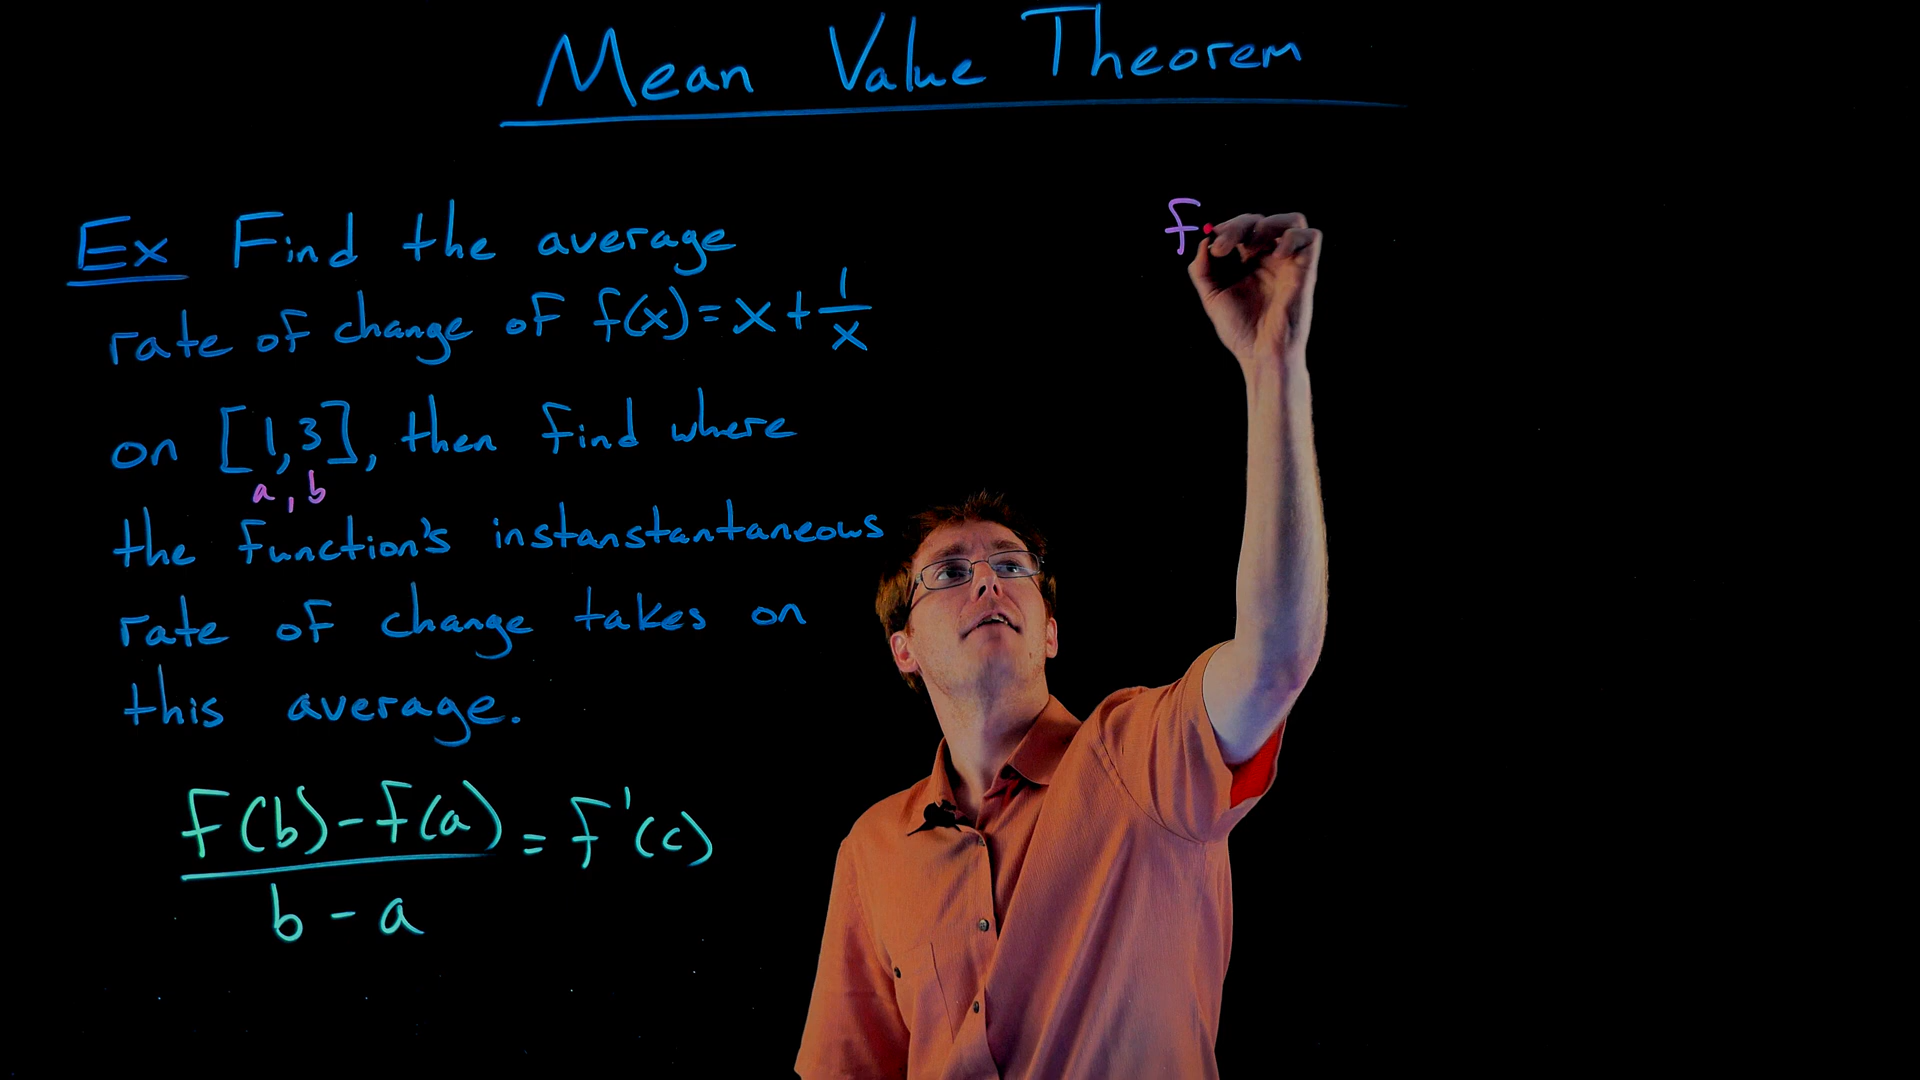 Mean Value Theorem
Ex Find the average
rate of change of f(x)=x+1/x
on [1,3], then find where
a, b
the function's instanstantaneous
rate of change takes on
this average.
f(b)-f(a)/b-a = f'(c)
f